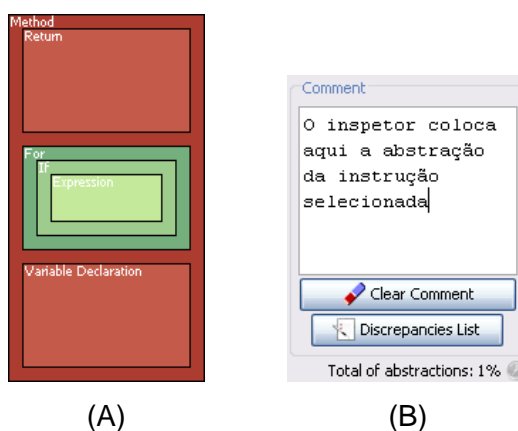 Method
Return
For
IF
Expression
Variable Declaration
(A)
Comment
O inspetor coloca
aqui a abstração
da instrução
selecionada
Clear Comment
Discrepancies List
Total of abstractions: 1%
(B)